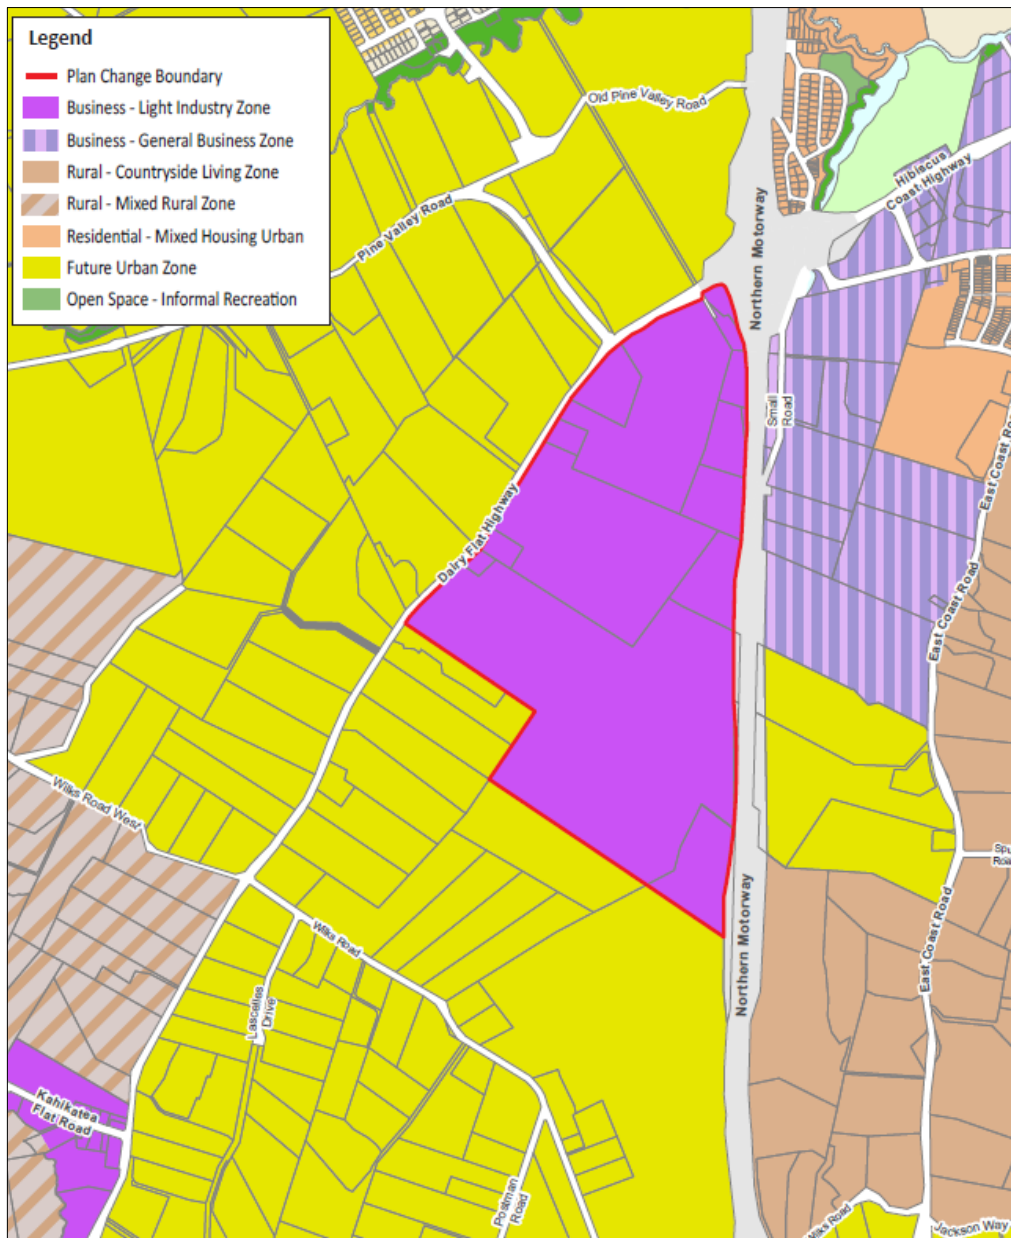 Legend
Plan Change Boundary
Business - Light Industry Zone
Business - General Business Zone
Rural - Countryside Living Zone
Rural - Mixed Rural Zone
Residential - Mixed Housing Urban
Future Urban Zone
Open Space - Informal Recreation
Old Pine Valley Road
Hibiscus
Coast Highway
Pine Valley Road
Northern Motorway
Small
Road
East Coast Roa
Dairy Flat Highway
East Coast Road
Wilks Road West
Spu
Roa
Northern Motorway
East Coast Road
Wilks Road
Lascelles
Drive
Kahikatea
Flat Road
Postman
Road
Wilks Road
Jackson Way